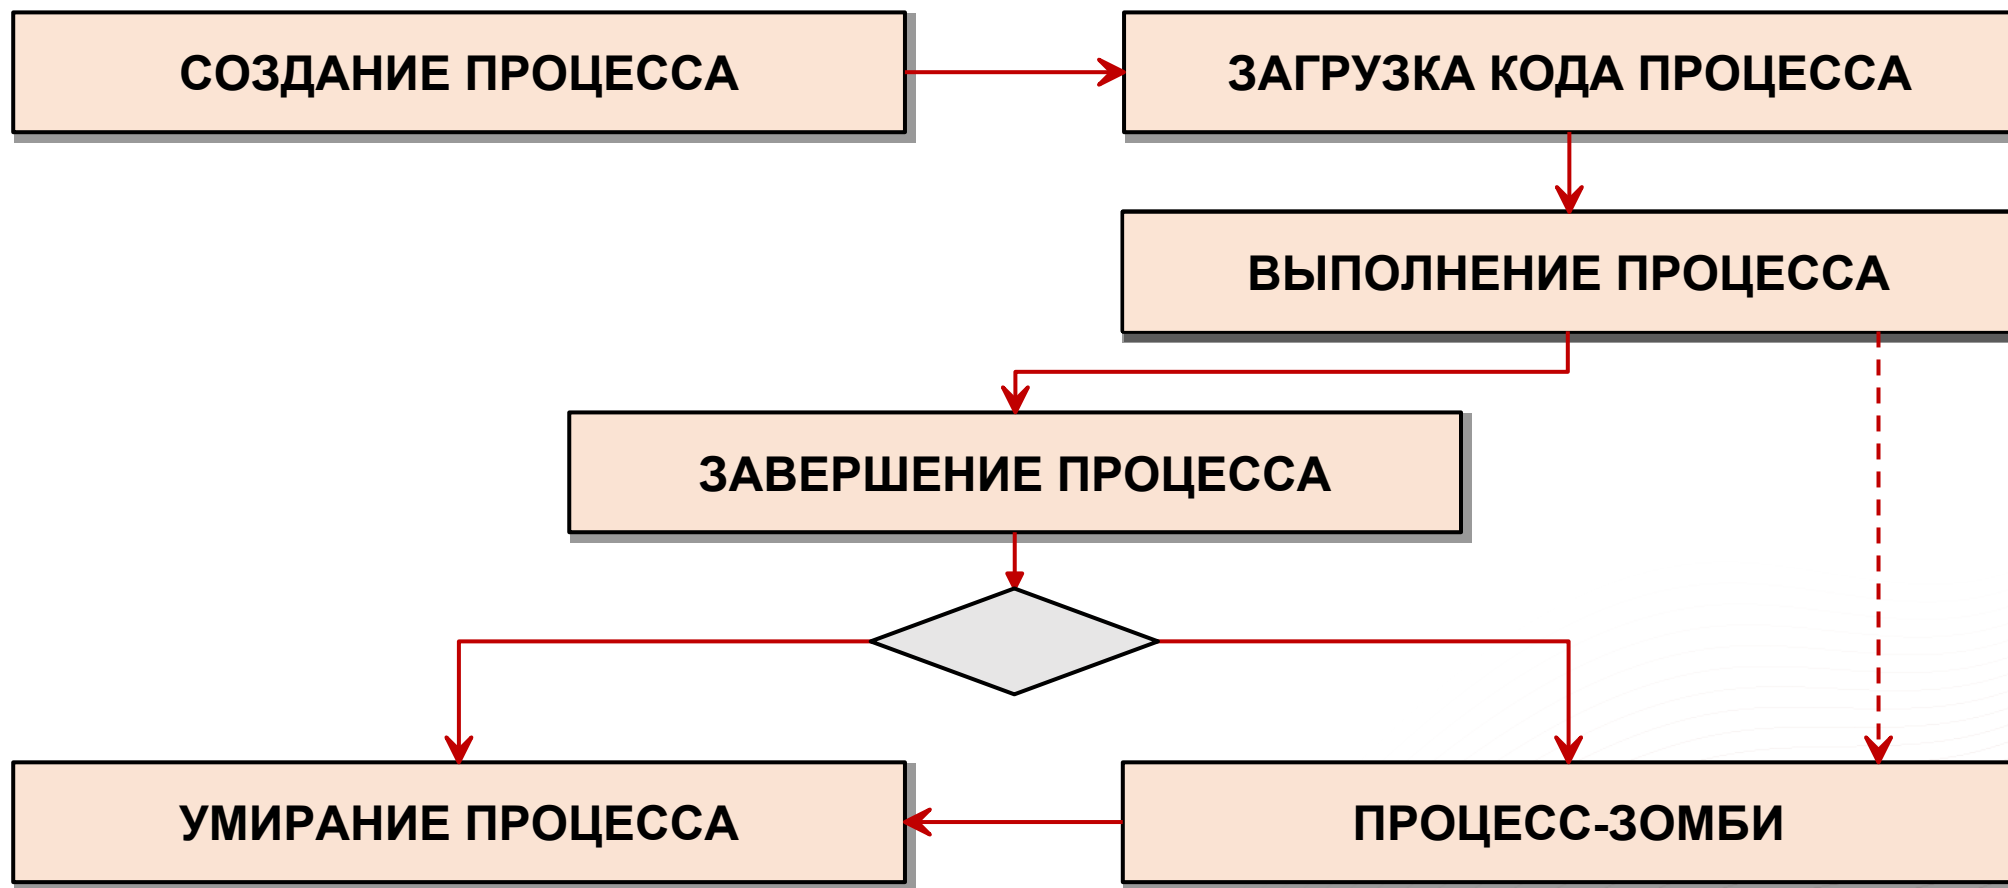 СОЗДАНИЕ ПРОЦЕССА
ЗАГРУЗКА КОДА ПРОЦЕССА
ВЫПОЛНЕНИЕ ПРОЦЕССА
ЗАВЕРШЕНИЕ ПРОЦЕССА
УМИРАНИЕ ПРОЦЕССА
ПРОЦЕСС-ЗОМБИ